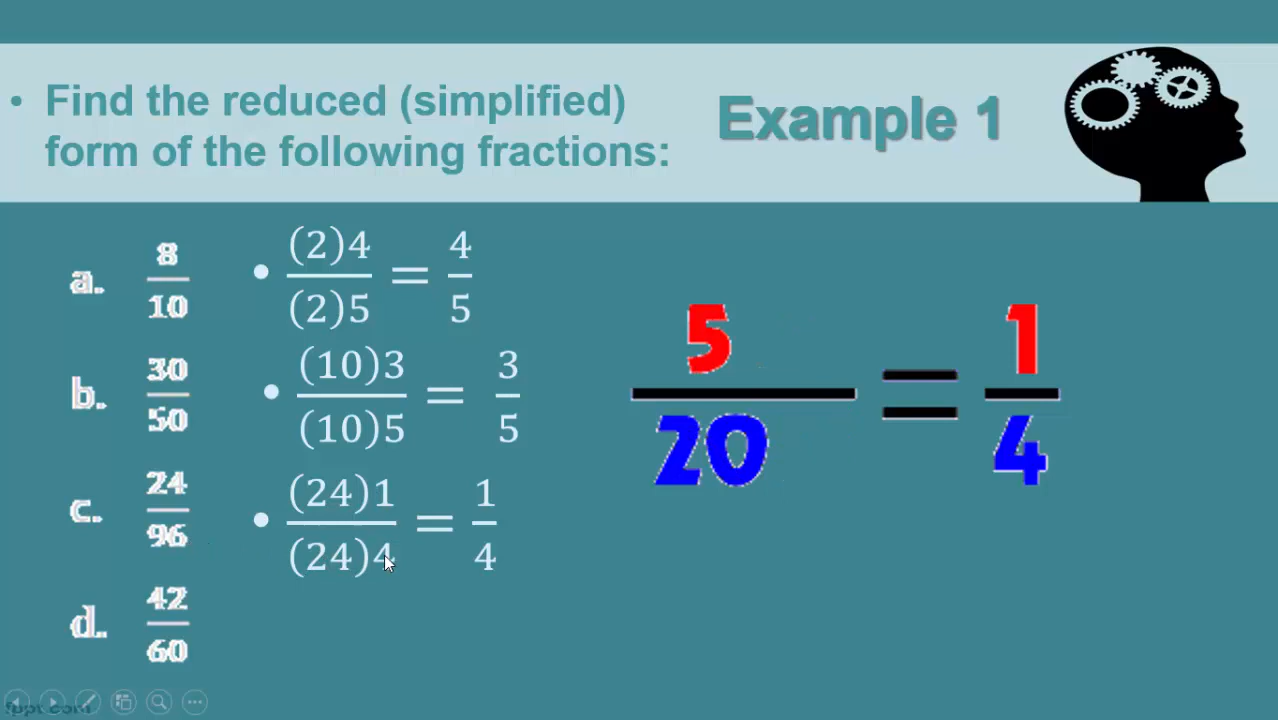 • Find the reduced (simplified)
form of the following fractions:
Example 1
a. 8/10
• (2)4/(2)5 = 4/5
b. 30/50
• (10)3/(10)5 = 3/5
c. 24/96
• (24)1/(24)4 = 1/4
d. 42/60
5/20 = 1/4
fppt.com